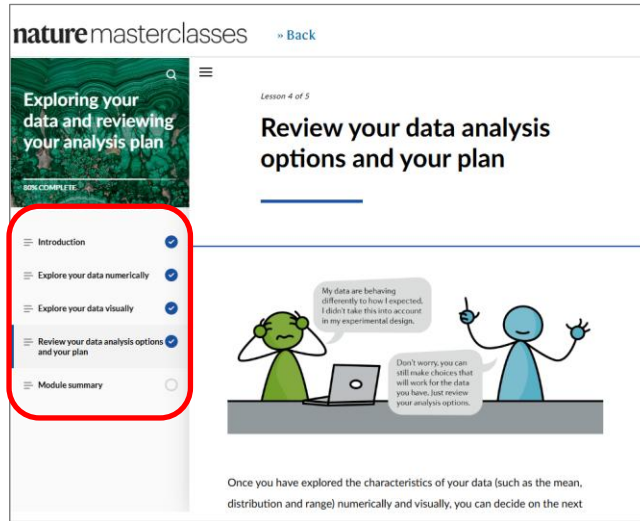 nature masterclasses
» Back
Exploring your
data and reviewing
your analysis plan
80% COMPLETE
Introduction
Explore your data numerically
Explore your data visually
Review your data analysis options
and your plan
Module summary
Lesson 4 of 5
Review your data analysis
options and your plan
My data are behaving
differently to how I expected.
I didn't take this into account
in my experimental design.
Don't worry, you can
still make choices that
will work for the data
you have. Just review
your analysis options.
Once you have explored the characteristics of your data (such as the mean,
distribution and range) numerically and visually, you can decide on the next